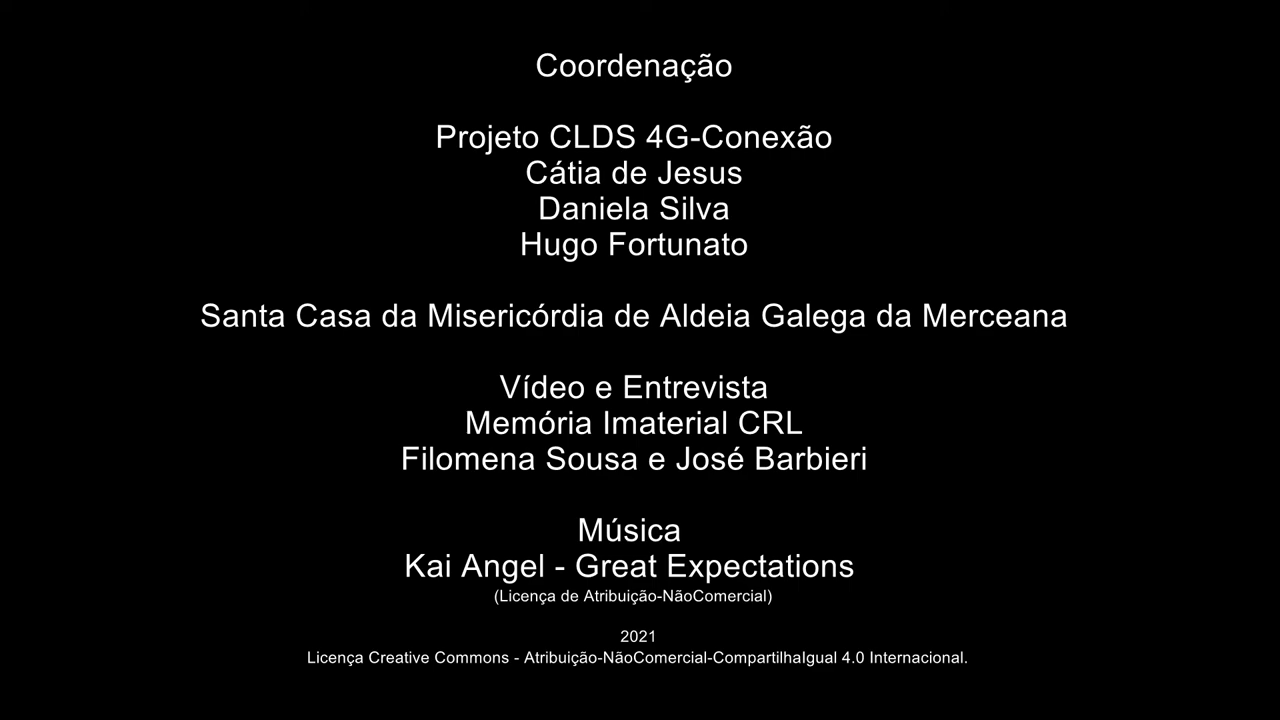 Coordenação
Projeto CLDS 4G-Conexão
Cátia de Jesus
Daniela Silva
Hugo Fortunato
Santa Casa da Misericórdia de Aldeia Galega da Merceana
Vídeo e Entrevista
Memória Imaterial CRL
Filomena Sousa e José Barbieri
Música
Kai Angel - Great Expectations
(Licença de Atribuição-NãoComercial)
2021
Licença Creative Commons - Atribuição-NãoComercial-CompartilhaIgual 4.0 Internacional.